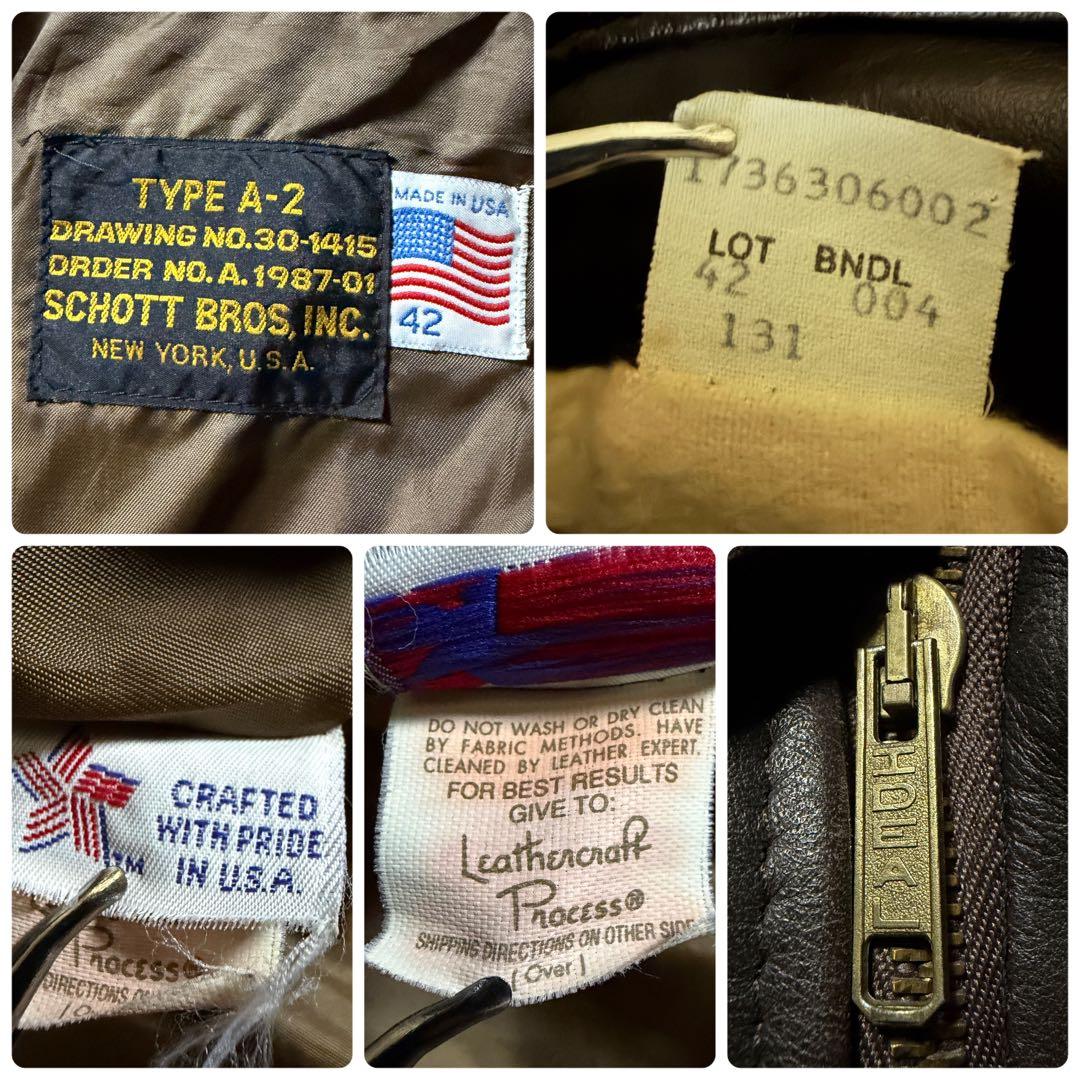 TYPE A-2
DRAWING NO.30-1415
ORDER NO.A.1987-01
SCHOTT BROS, INC.
NEW YORK, U.S.A.
MADE IN USA
42
1736306002
LOT BNDL
42 004
131
CRAFTED
WITH PRIDE
IN U.S.A.
TM
Process®
DIRECTIONS
DO NOT WASH OR DRY CLEAN
BY FABRIC METHODS. HAVE
CLEANED BY LEATHER EXPERT.
FOR BEST RESULTS
GIVE TO:
Leathercraft
Process®
SHIPPING DIRECTIONS ON OTHER SIDE
(Over)
IDEAL